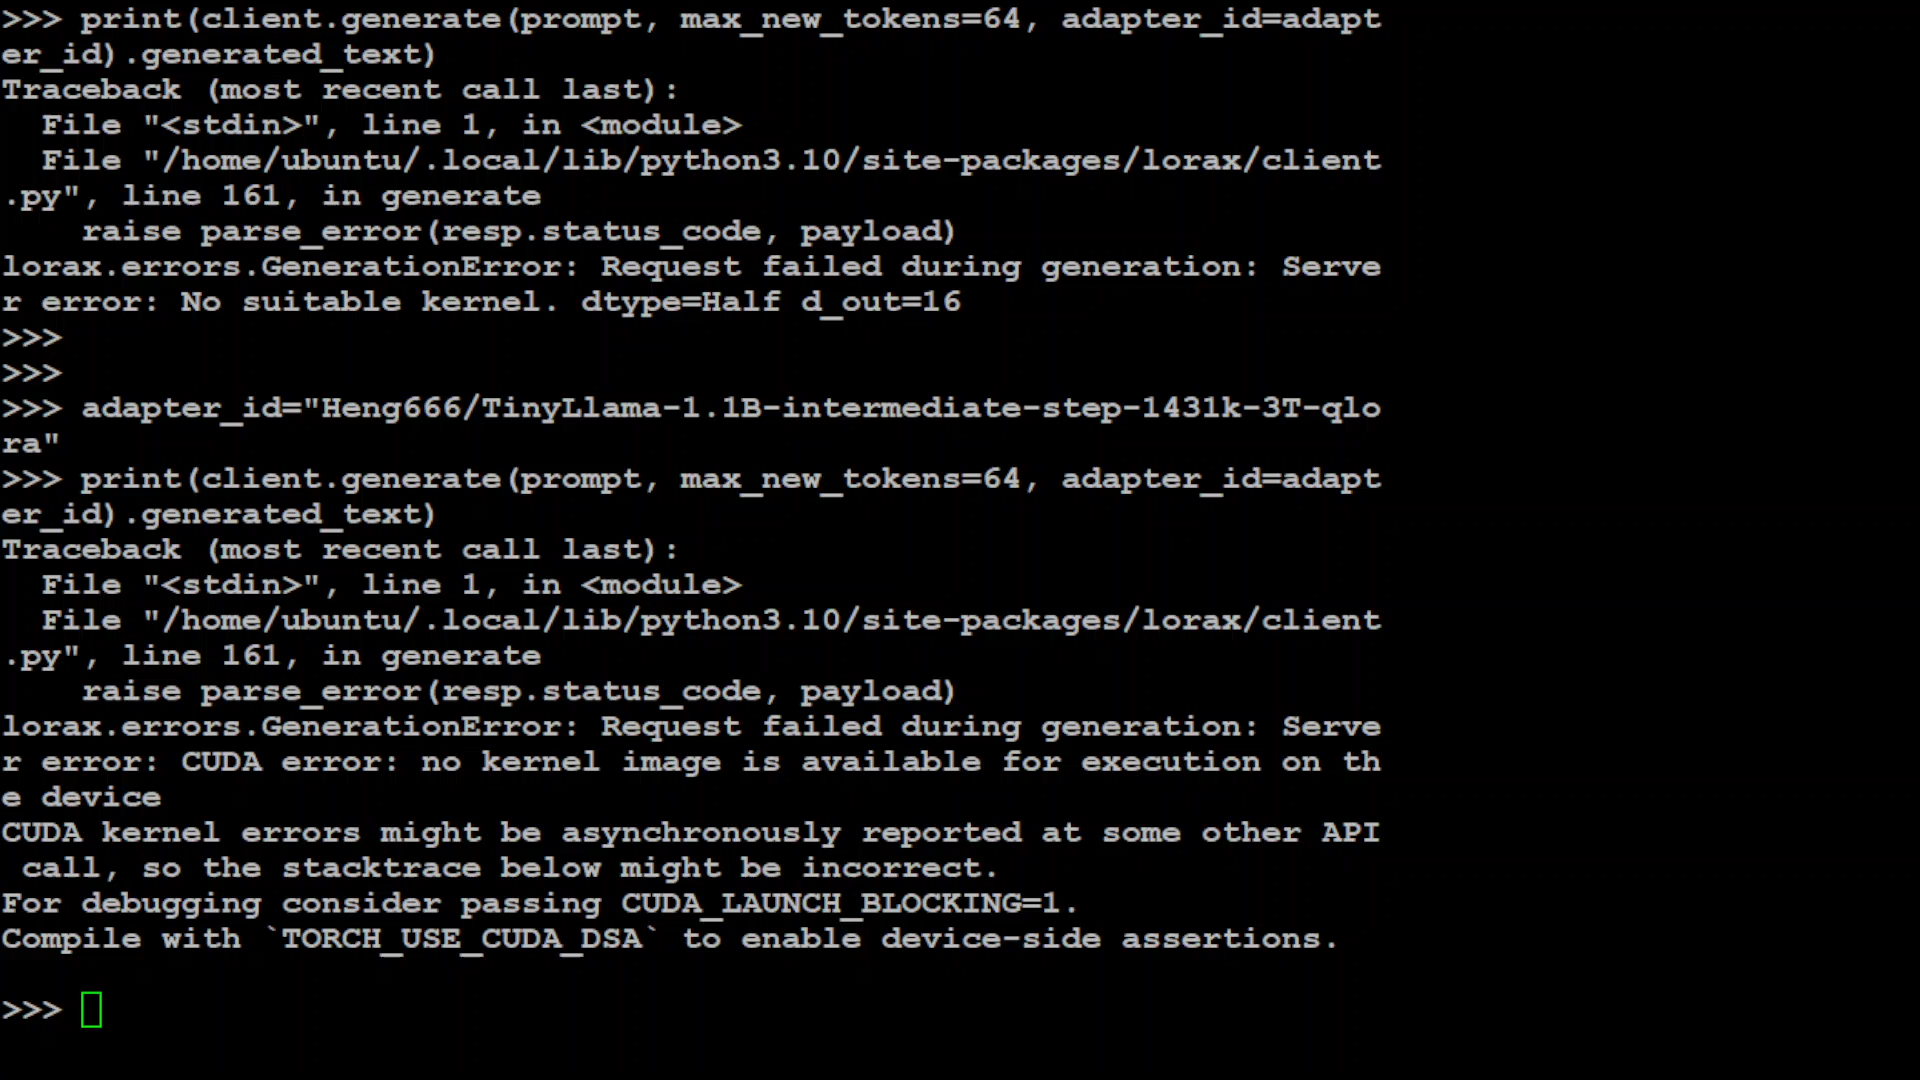 >>> print(client.generate(prompt, max_new_tokens=64, adapter_id=adapt
er_id).generated_text)
Traceback (most recent call last):
  File "<stdin>", line 1, in <module>
  File "/home/ubuntu/.local/lib/python3.10/site-packages/lorax/client
.py", line 161, in generate
    raise parse_error(resp.status_code, payload)
lorax.errors.GenerationError: Request failed during generation: Serve
r error: No suitable kernel. dtype=Half d_out=16
>>>
>>>
>>> adapter_id="Heng666/TinyLlama-1.1B-intermediate-step-1431k-3T-qlo
ra"
>>> print(client.generate(prompt, max_new_tokens=64, adapter_id=adapt
er_id).generated_text)
Traceback (most recent call last):
  File "<stdin>", line 1, in <module>
  File "/home/ubuntu/.local/lib/python3.10/site-packages/lorax/client
.py", line 161, in generate
    raise parse_error(resp.status_code, payload)
lorax.errors.GenerationError: Request failed during generation: Serve
r error: CUDA error: no kernel image is available for execution on th
e device
CUDA kernel errors might be asynchronously reported at some other API
 call, so the stacktrace below might be incorrect.
For debugging consider passing CUDA_LAUNCH_BLOCKING=1.
Compile with `TORCH_USE_CUDA_DSA` to enable device-side assertions.

>>>